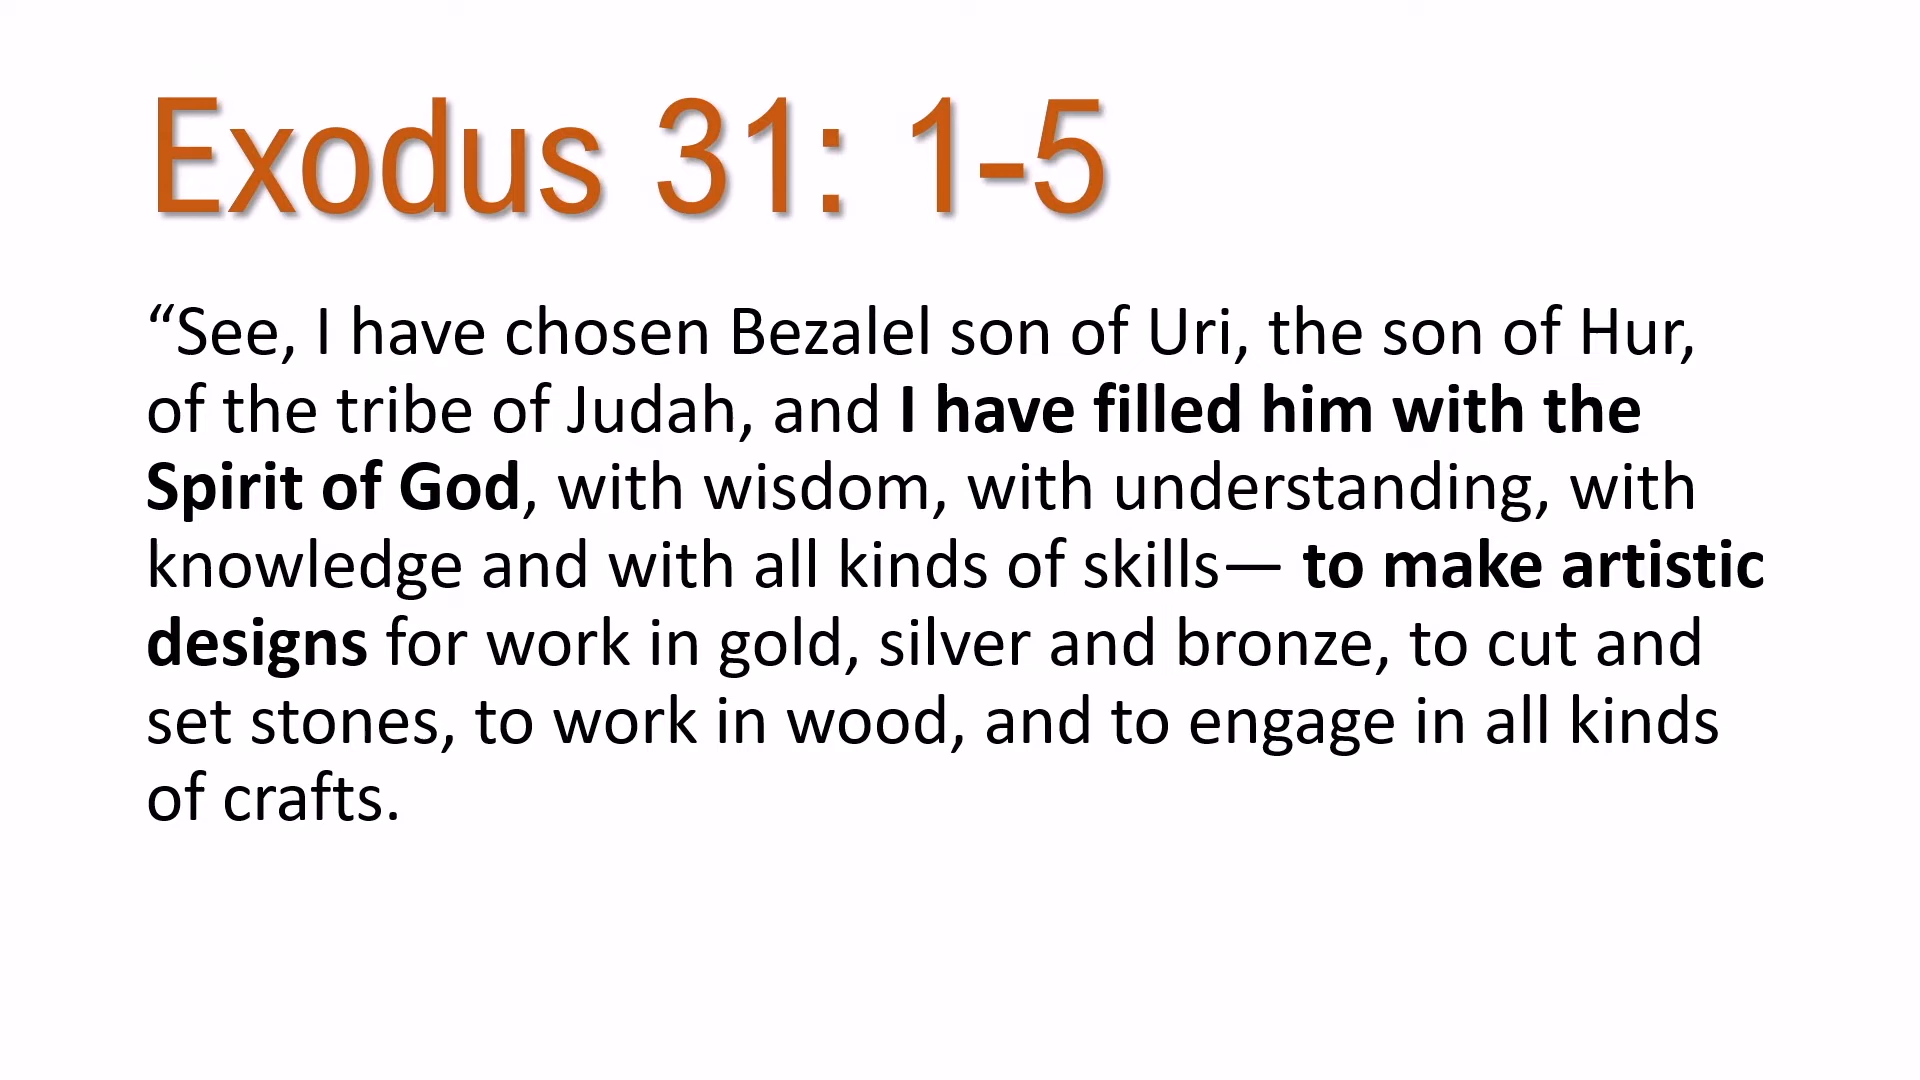 Exodus 31: 1-5
“See, I have chosen Bezalel son of Uri, the son of Hur,
of the tribe of Judah, and I have filled him with the
Spirit of God, with wisdom, with understanding, with
knowledge and with all kinds of skills— to make artistic
designs for work in gold, silver and bronze, to cut and
set stones, to work in wood, and to engage in all kinds
of crafts.